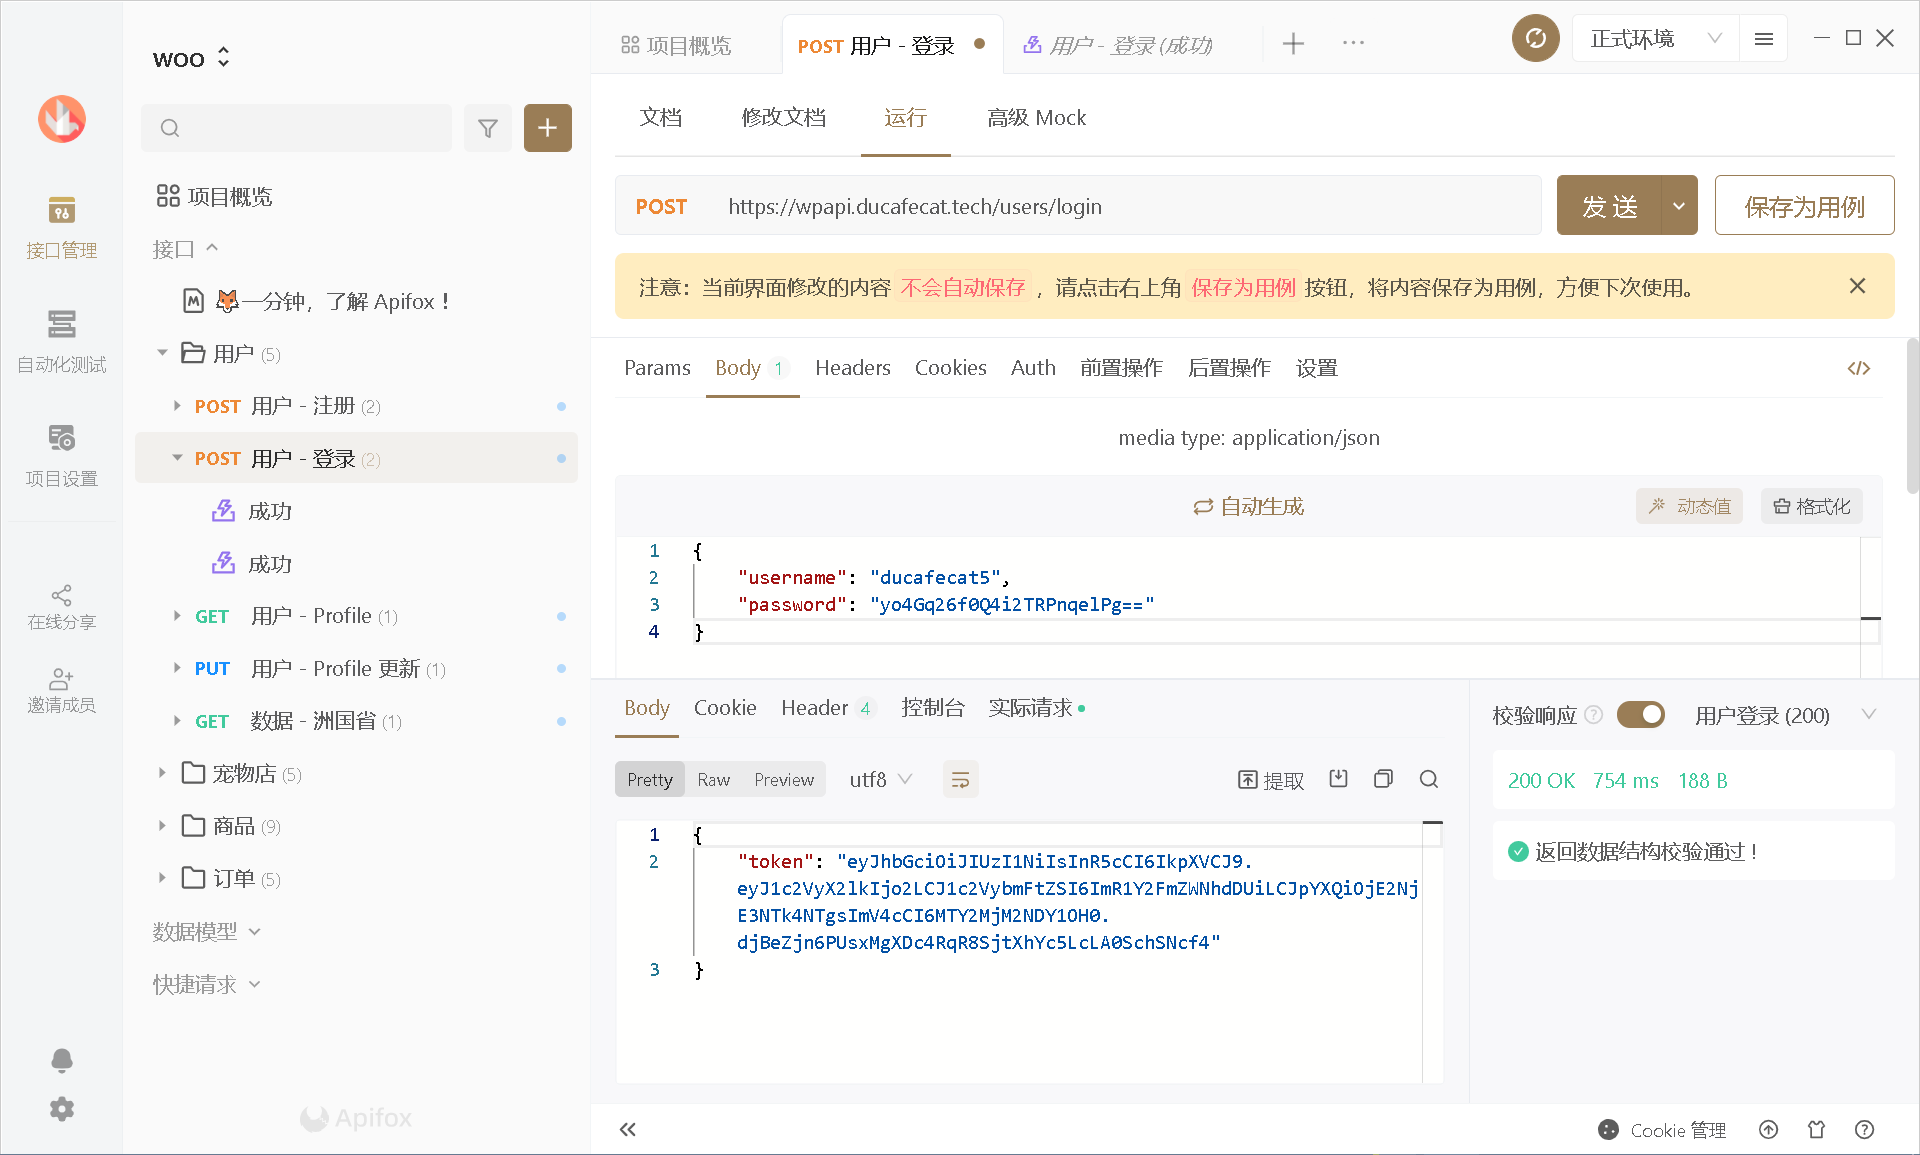 WOO
项目概览
POST 用户 - 登录
用户 - 登录 (成功)
正式环境
文档
修改文档
运行
高级 Mock
POST
https://wpapi.ducafecat.tech/users/login
发 送
保存为用例
注意：当前界面修改的内容 不会自动保存 ，请点击右上角 保存为用例 按钮，将内容保存为用例，方便下次使用。
接口管理
自动化测试
项目设置
在线分享
邀请成员
项目概览
接口
一分钟，了解 Apifox！
用户 (5)
POST 用户 - 注册 (2)
POST 用户 - 登录 (2)
成功
成功
GET 用户 - Profile (1)
PUT 用户 - Profile 更新 (1)
GET 数据 - 洲国省 (1)
宠物店 (5)
商品 (9)
订单 (5)
数据模型
快捷请求
Apifox
Params
Body 1
Headers
Cookies
Auth
前置操作
后置操作
设置
</>
media type: application/json
自动生成
动态值
格式化
1 {
2 "username": "ducafecat5",
3 "password": "yo4Gq26f0Q4i2TRPnqelPg=="
4 }
Body
Cookie
Header 4
控制台
实际请求
Pretty
Raw
Preview
utf8
提取
1 {
2 "token": "eyJhbGciOiJIUzI1NiIsInR5cCI6IkpXVCJ9.
eyJ1c2VyX2lkIjo2LCJ1c2VybmFtZSI6ImR1Y2FmZWNhdDUiLCJpYXQiOjE2Nj
E3NTk4NTgsImV4cCI6MTY2MjM2NDY1OH0.
djBeZjn6PUsxMgXDc4RqR8SjtXhYc5LcLA0SchSNcf4"
3 }
校验响应
用户登录 (200)
200 OK 754 ms 188 B
返回数据结构校验通过！
Cookie 管理